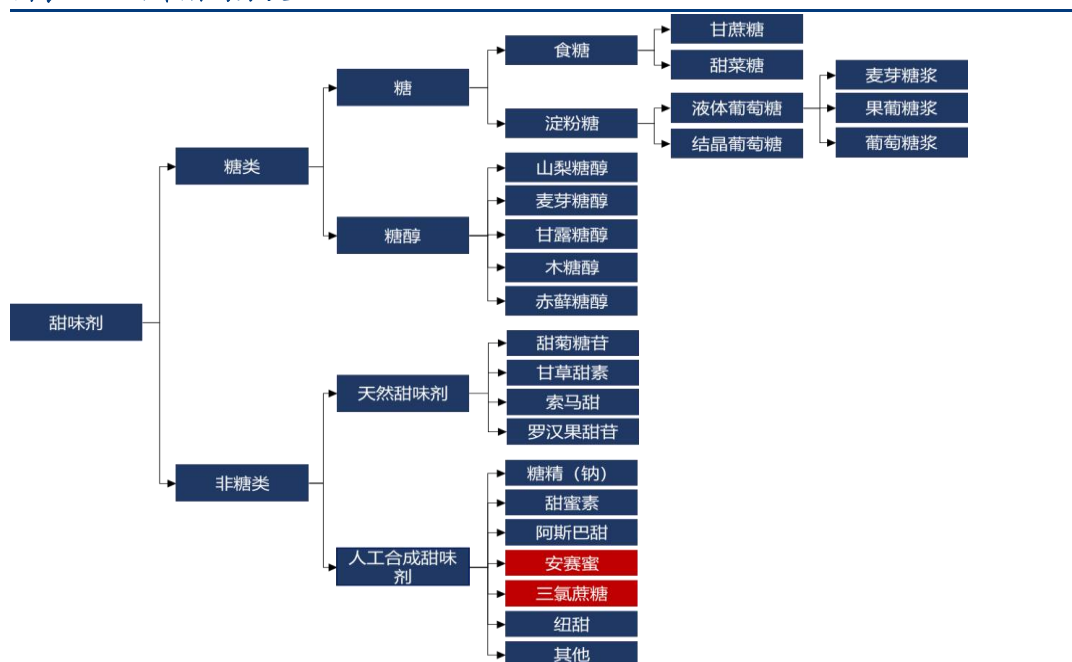 甜味剂
糖类
非糖类
糖
糖醇
天然甜味剂
人工合成甜味
剂
食糖
淀粉糖
山梨糖醇
麦芽糖醇
甘露糖醇
木糖醇
赤藓糖醇
甜菊糖苷
甘草甜素
索马甜
罗汉果甜苷
糖精（钠）
甜蜜素
阿斯巴甜
安赛蜜
三氯蔗糖
纽甜
其他
甘蔗糖
甜菜糖
液体葡萄糖
结晶葡萄糖
麦芽糖浆
果葡糖浆
葡萄糖浆